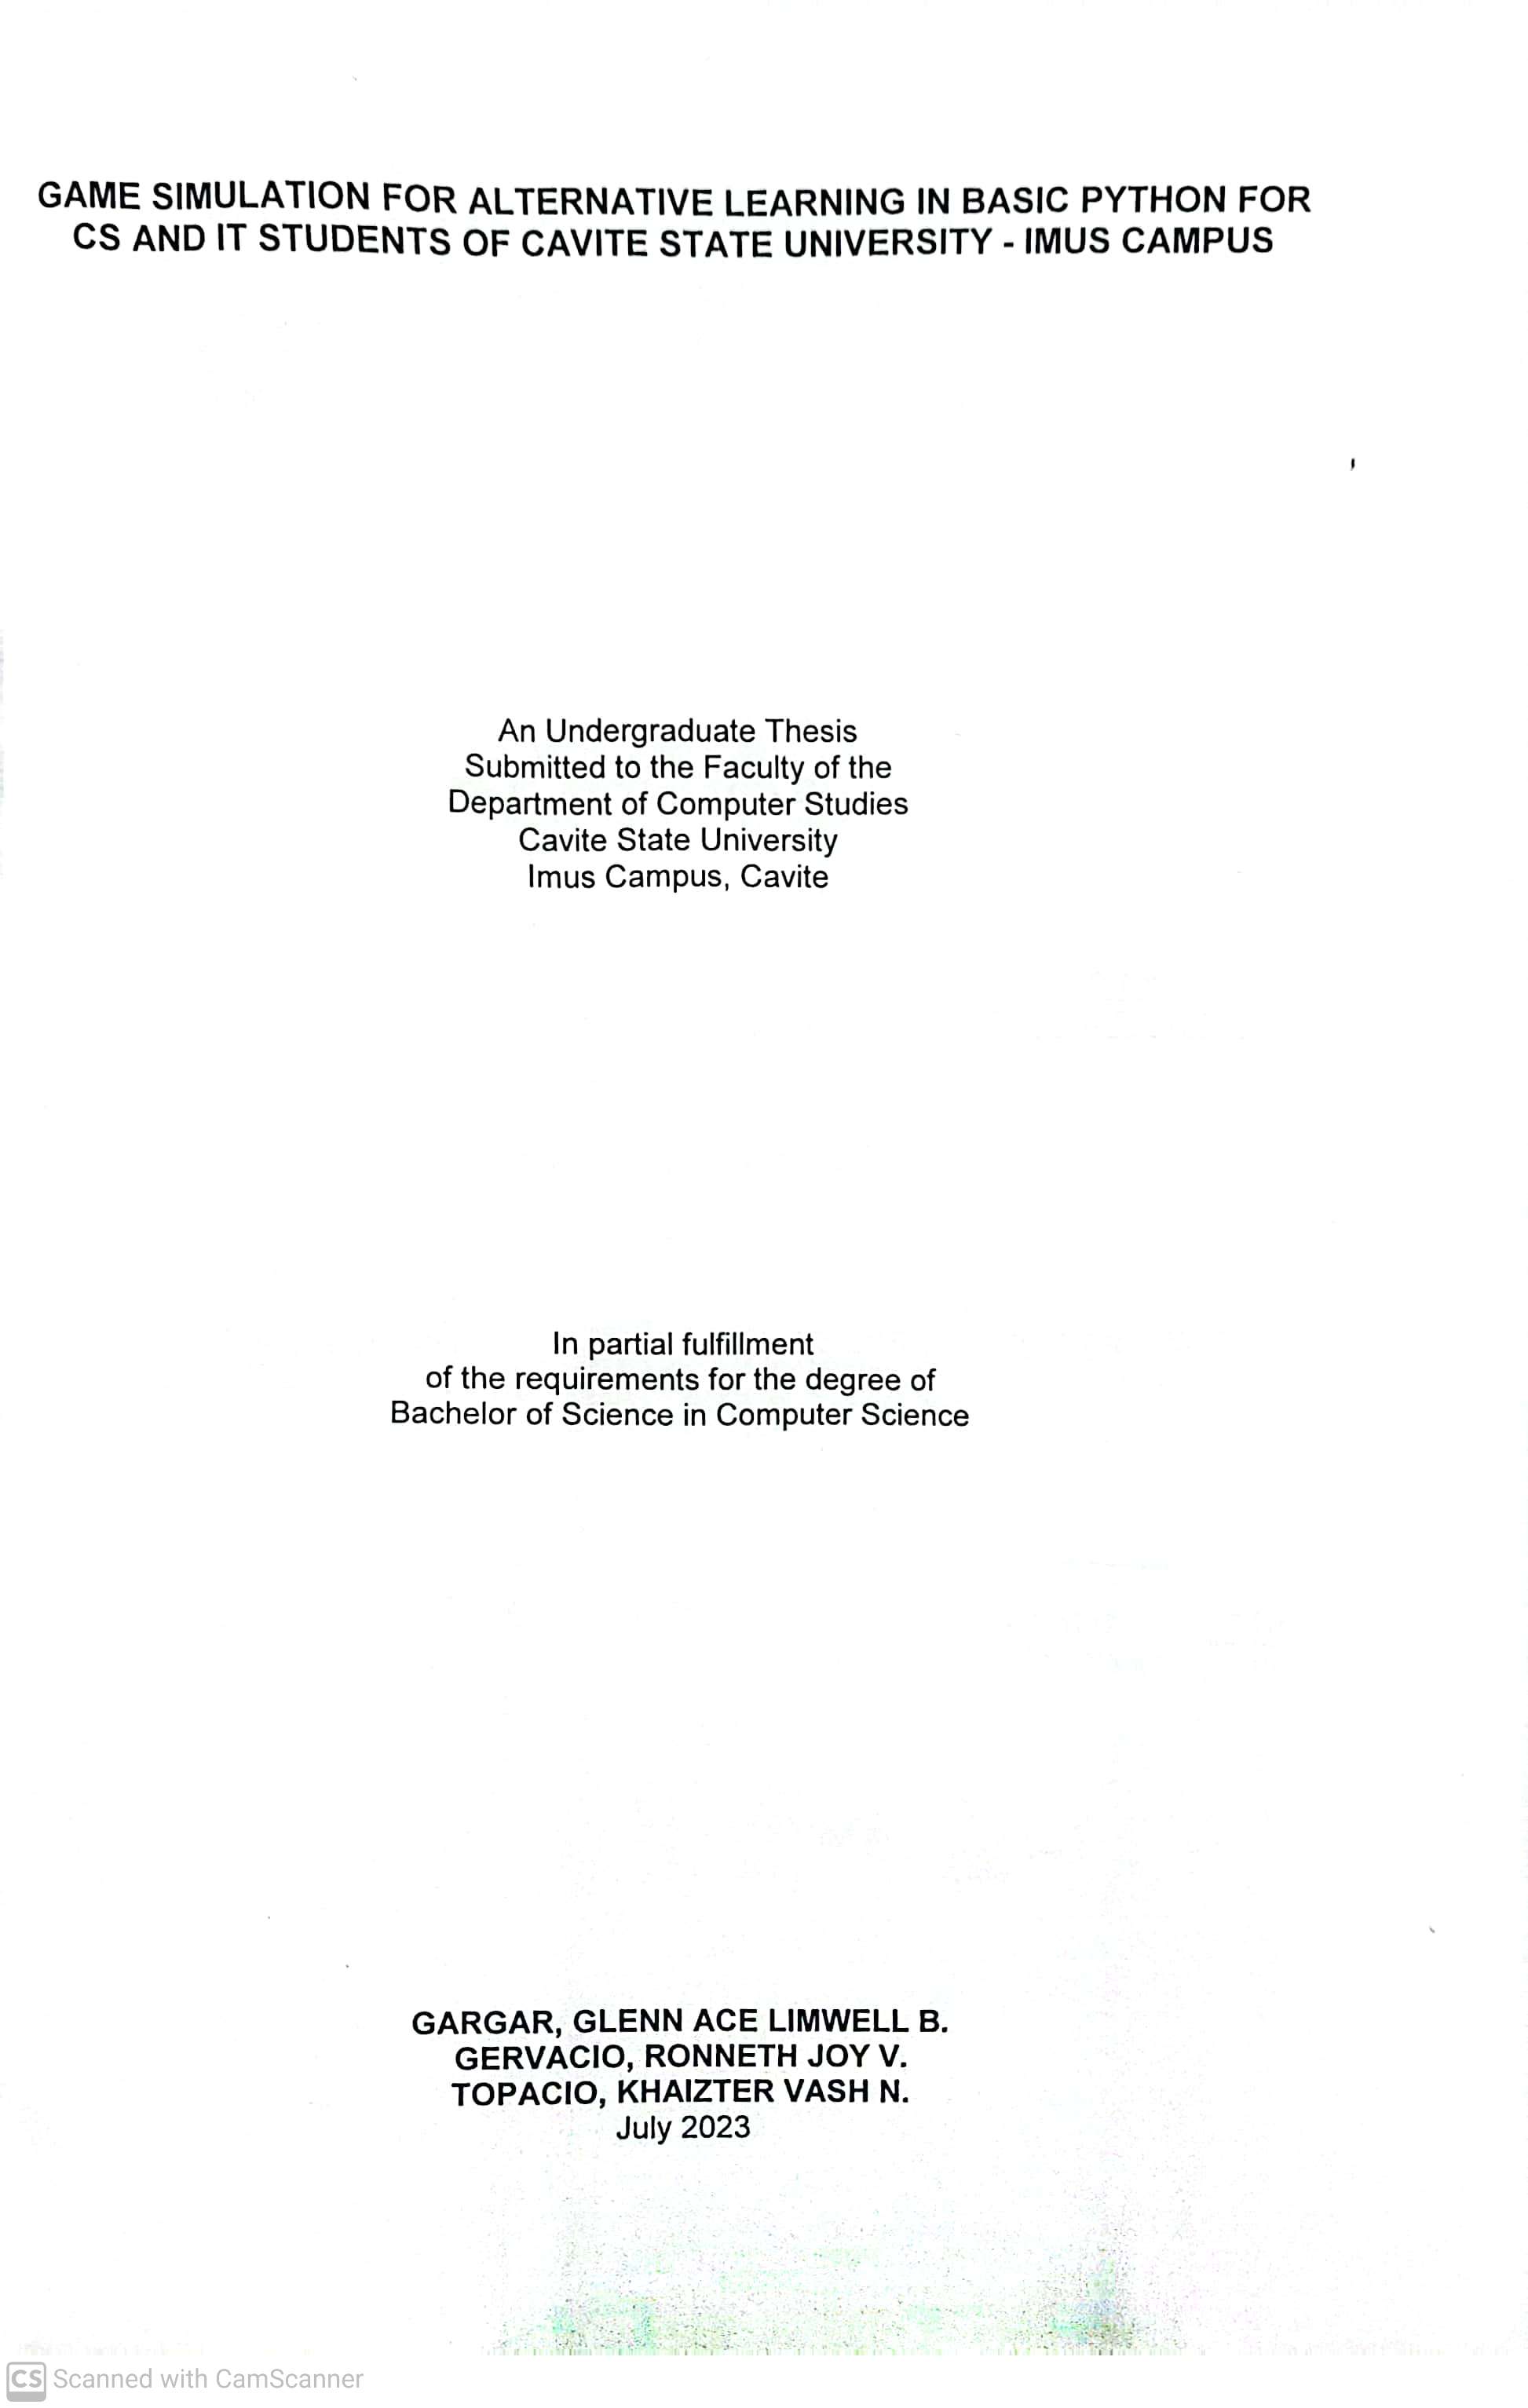 GAME SIMULATION FOR ALTERNATIVE LEARNING IN BASIC PYTHON FOR
CS AND IT STUDENTS OF CAVITE STATE UNIVERSITY - IMUS CAMPUS
An Undergraduate Thesis
Submitted to the Faculty of the
Department of Computer Studies
Cavite State University
Imus Campus, Cavite
In partial fulfillment
of the requirements for the degree of
Bachelor of Science in Computer Science
GARGAR, GLENN ACE LIMWELL B.
GERVACIO, RONNETH JOY V.
TOPACIO, KHAIZTER VASH N.
July 2023
CS Scanned with CamScanner